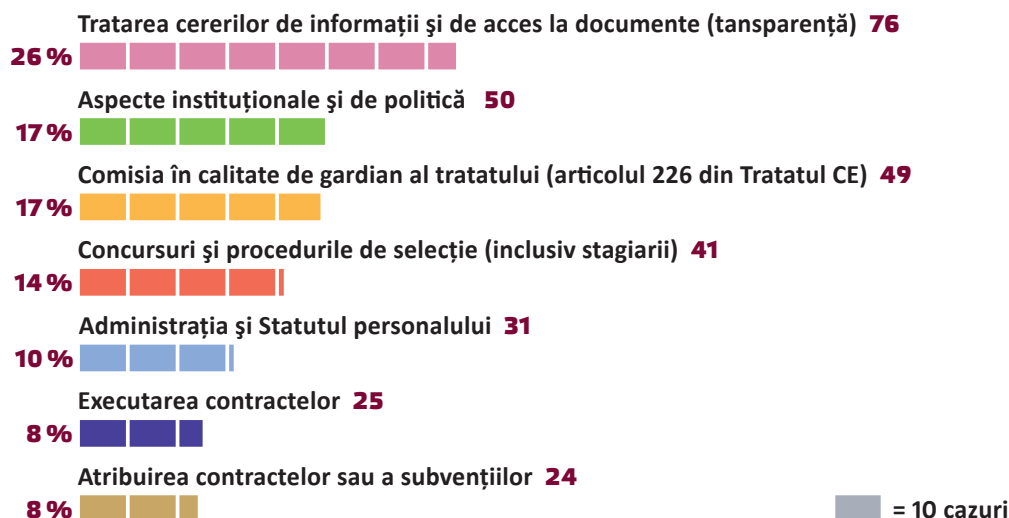 Tratarea cererilor de informații şi de acces la documente (tansparență) 76
26 %
Aspecte instituționale şi de politică 50
17 %
Comisia în calitate de gardian al tratatului (articolul 226 din Tratatul CE) 49
17 %
Concursuri şi procedurile de selecție (inclusiv stagiarii) 41
14 %
Administrația şi Statutul personalului 31
10 %
Executarea contractelor 25
8 %
Atribuirea contractelor sau a subvențiilor 24
8 %
= 10 cazuri